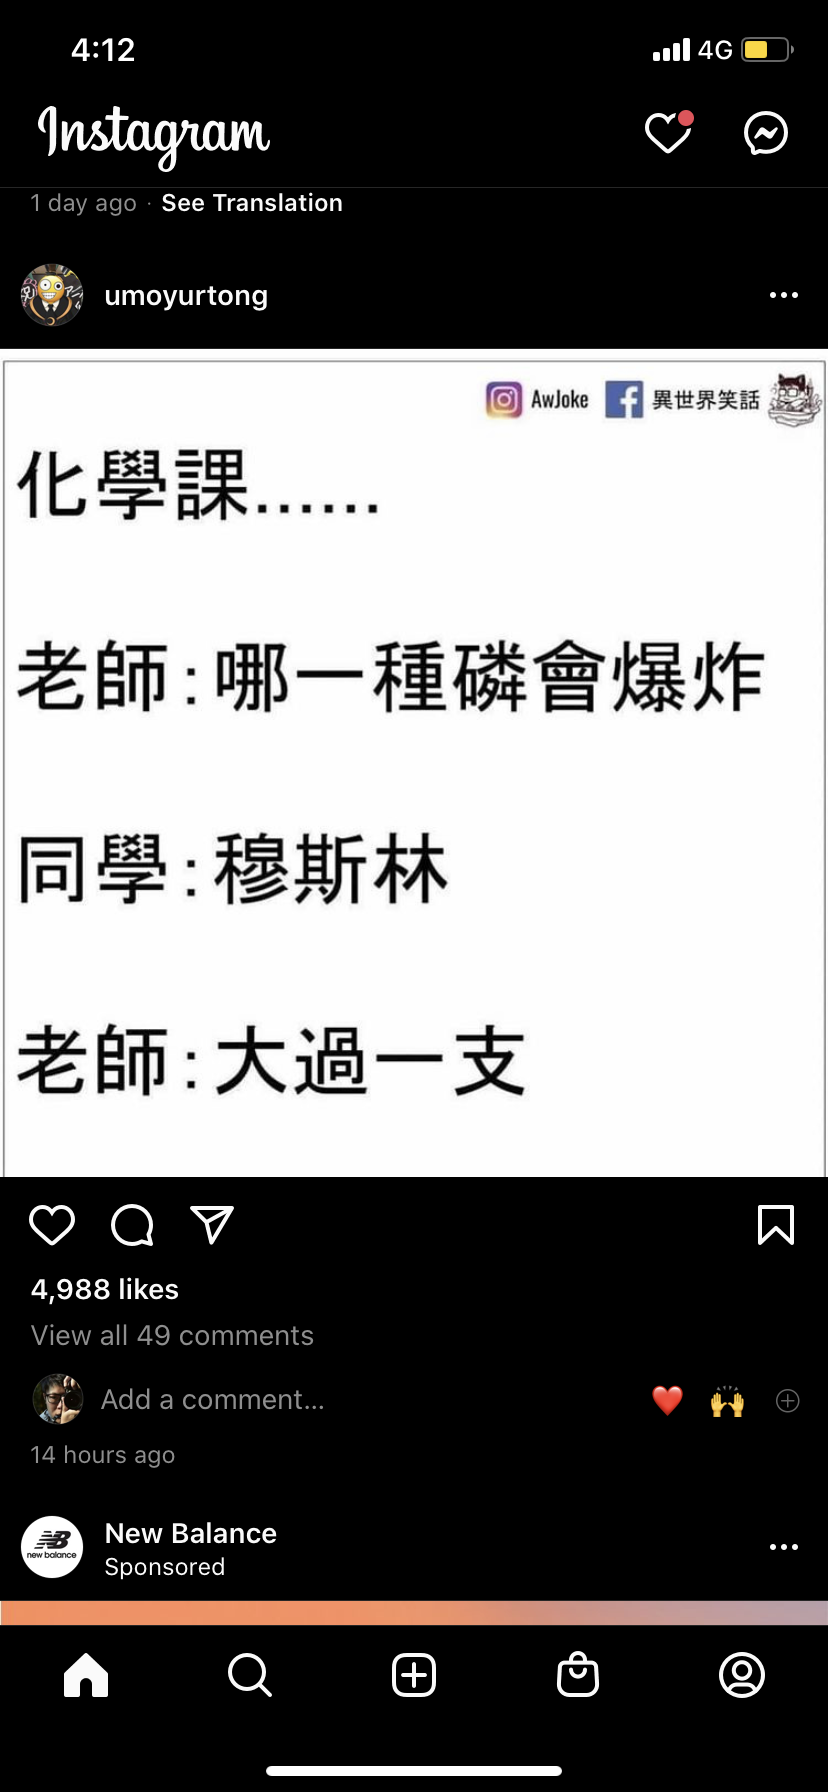 4:12
4G
Instagram
1 day ago · See Translation
umoyurtong
AwJoke 異世界笑話
化學課......
老師:哪一種磷會爆炸
同學:穆斯林
老師:大過一支
4,988 likes
View all 49 comments
Add a comment...
14 hours ago
new balance
New Balance
Sponsored